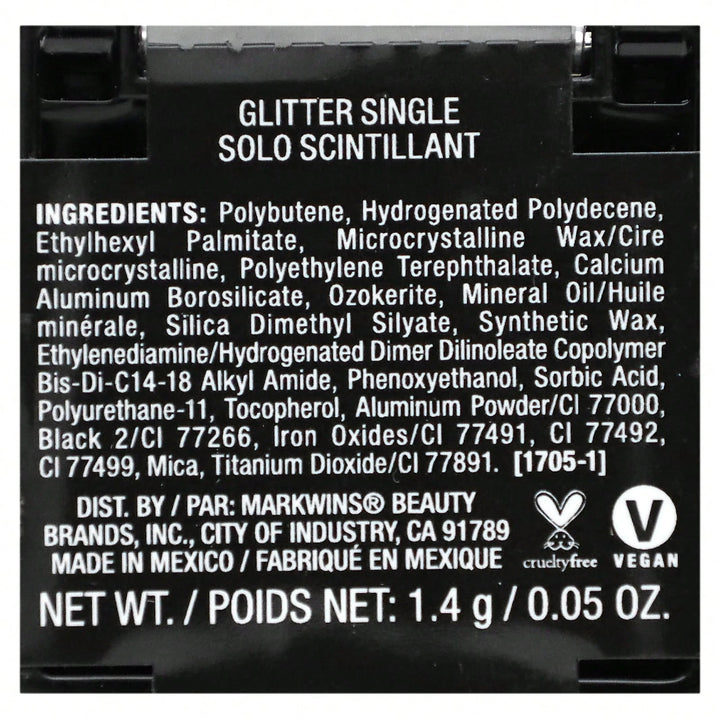 GLITTER SINGLE
SOLO SCINTILLANT
INGREDIENTS: Polybutene, Hydrogenated Polydecene,
Ethylhexyl Palmitate, Microcrystalline Wax/Cire
microcrystalline, Polyethylene Terephthalate, Calcium
Aluminum Borosilicate, Ozokerite, Mineral Oil/Huile
minérale, Silica Dimethyl Silyate, Synthetic Wax,
Ethylenediamine/Hydrogenated Dimer Dilinoleate Copolymer
Bis-Di-C14-18 Alkyl Amide, Phenoxyethanol, Sorbic Acid,
Polyurethane-11, Tocopherol, Aluminum Powder/CI 77000,
Black 2/CI 77266, Iron Oxides/CI 77491, CI 77492,
CI 77499, Mica, Titanium Dioxide/CI 77891. [1705-1]
DIST. BY / PAR: MARKWINS® BEAUTY
BRANDS, INC., CITY OF INDUSTRY, CA 91789
MADE IN MEXICO / FABRIQUÉ EN MEXIQUE
crueltyfree
V
VEGAN
NET WT. / POIDS NET: 1.4 g / 0.05 OZ.